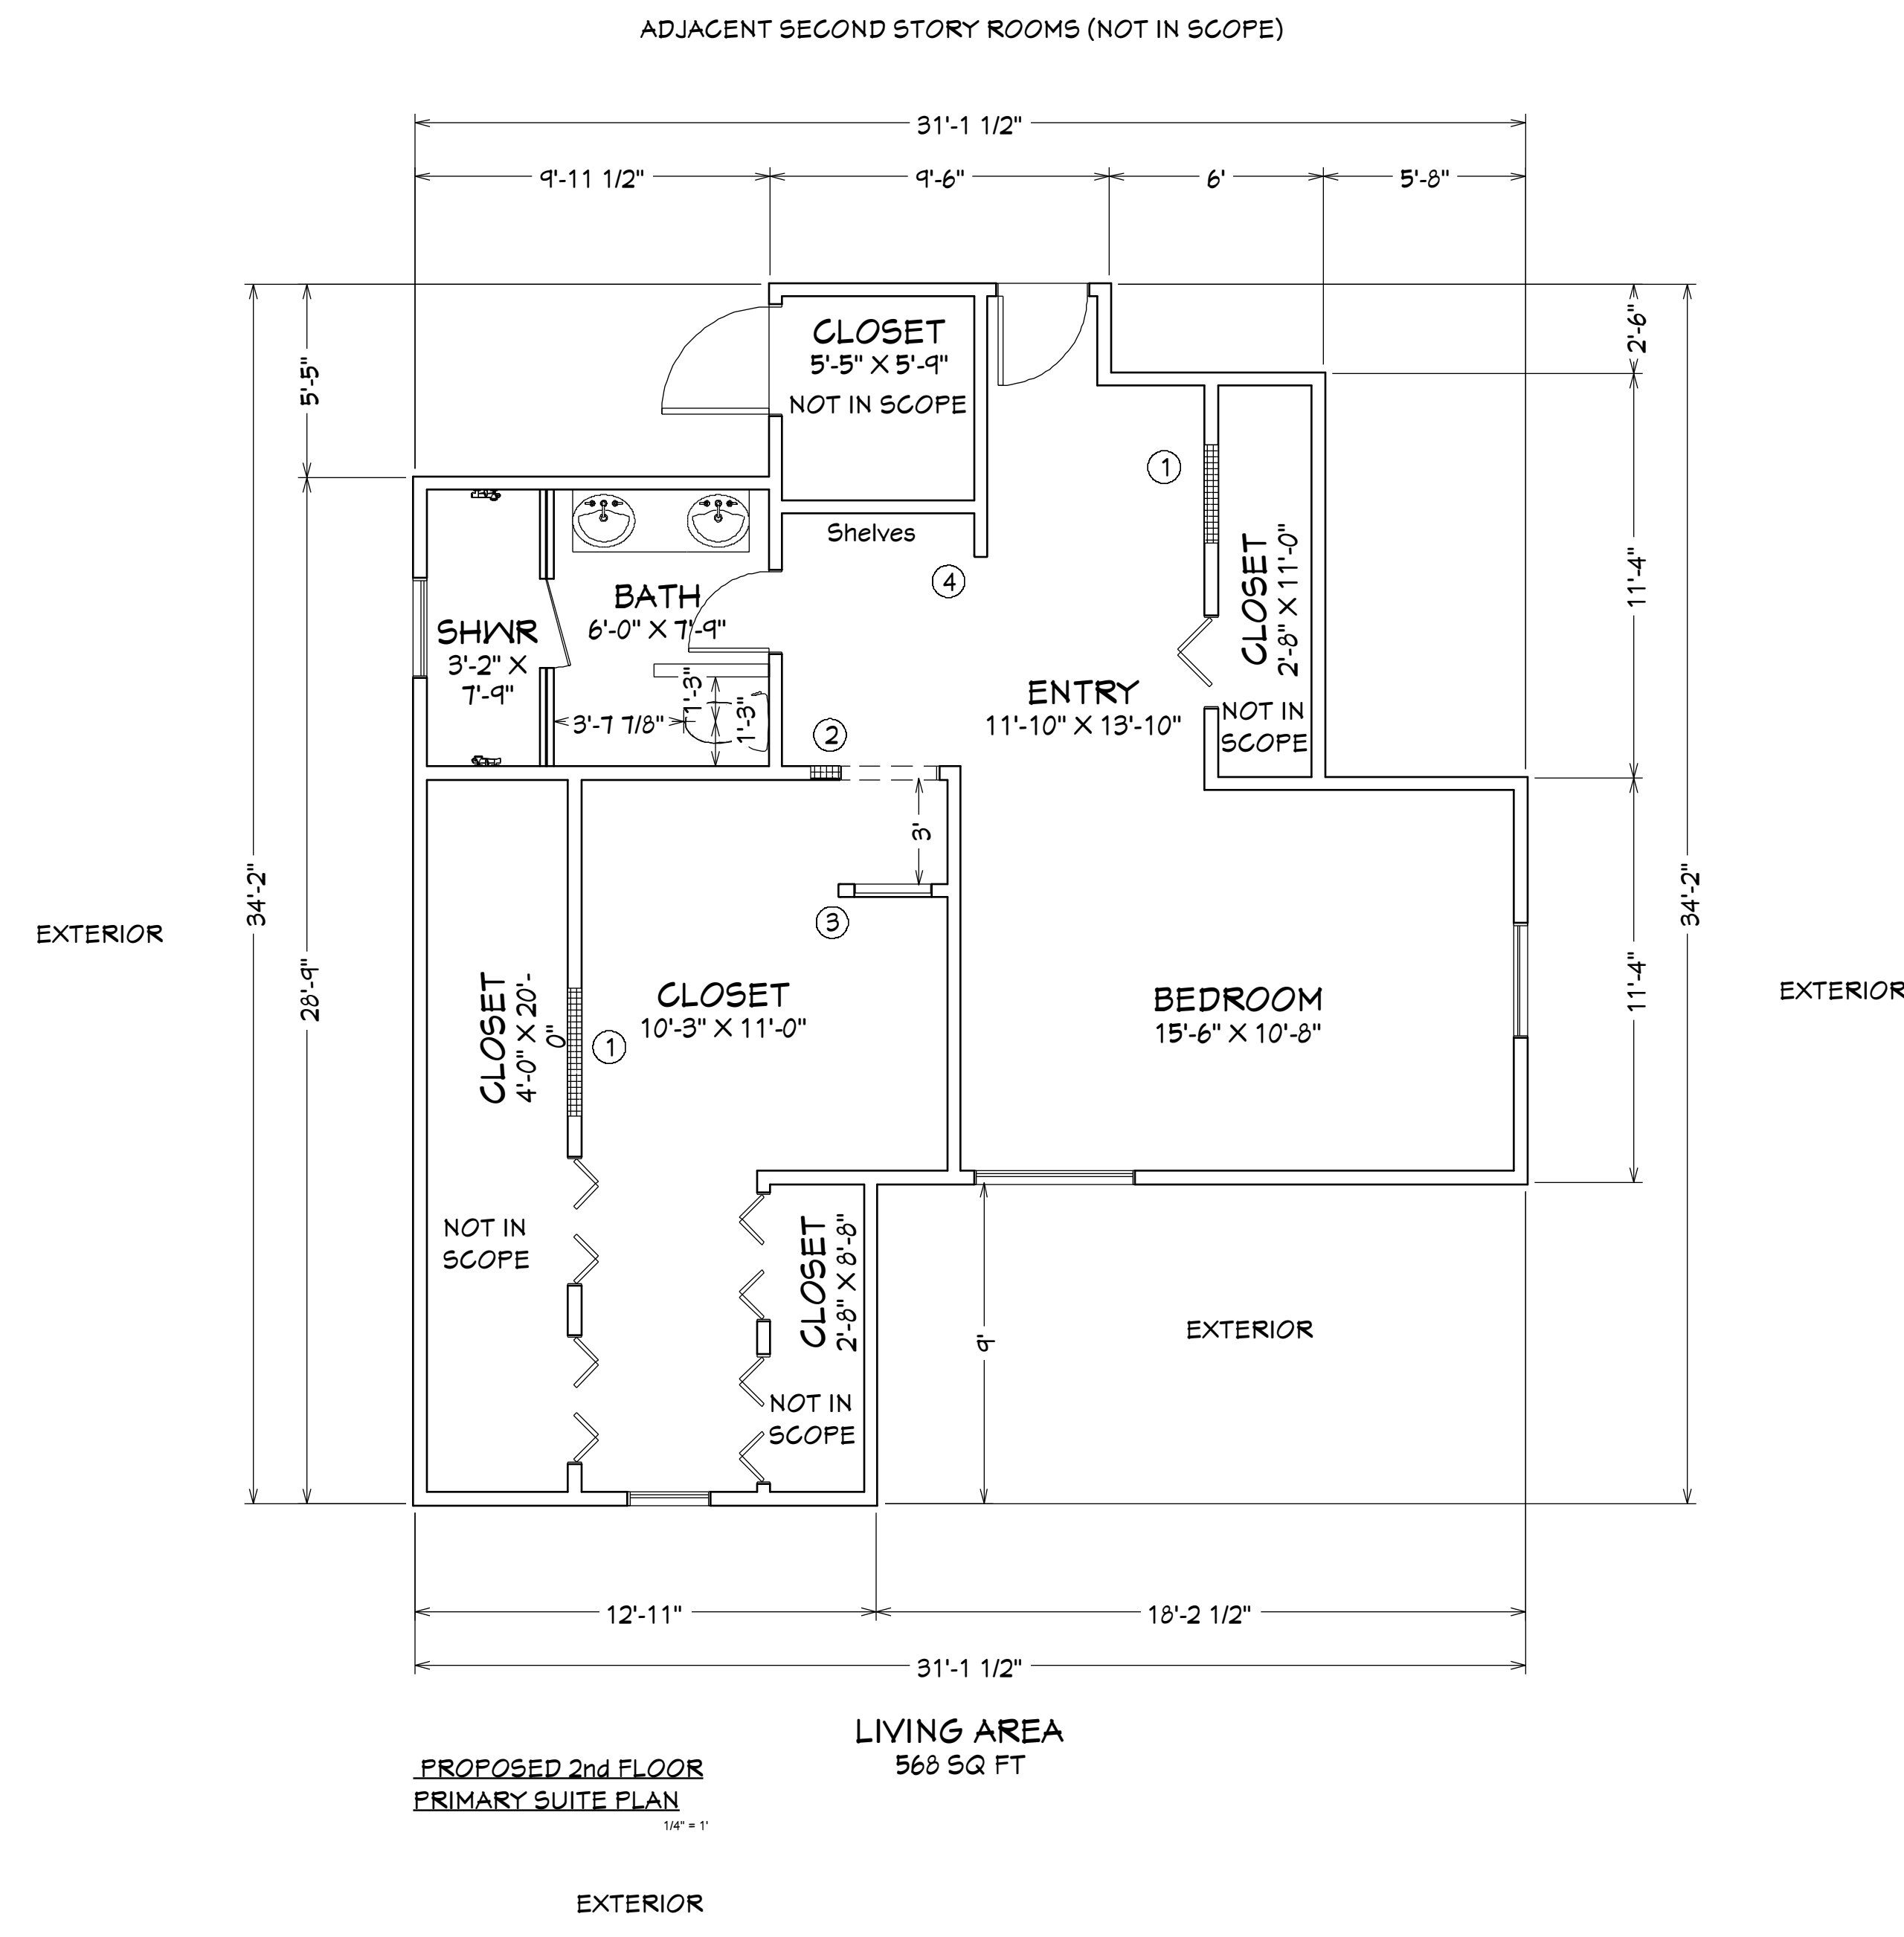 ADJACENT SECOND STORY ROOMS (NOT IN SCOPE)
31'-1 1/2"
9'-11 1/2"
9'-6"
6'
5'-8"
5'-5"
2'-6"
CLOSET
5'-5" X 5'-9"
NOT IN SCOPE
1
Shelves
4
CLOSET
2'-8" X 11'-0"
NOT IN
SCOPE
11'-4"
BATH
6'-0" X 7'-9"
SHWR
3'-2" X
7'-9"
3'-7 7/8"
1'-3"
1'-3"
2
ENTRY
11'-10" X 13'-10"
3'
3
34'-2"
28'-9"
34'-2"
11'-4"
EXTERIOR
EXTERIOR
CLOSET
4'-0" X 20'-
0"
1
CLOSET
10'-3" X 11'-0"
BEDROOM
15'-6" X 10'-8"
NOT IN
SCOPE
CLOSET
2'-8" X 8'-8"
NOT IN
SCOPE
9'
EXTERIOR
12'-11"
18'-2 1/2"
31'-1 1/2"
LIVING AREA
568 SQ FT
PROPOSED 2nd FLOOR
PRIMARY SUITE PLAN
1/4" = 1'
EXTERIOR